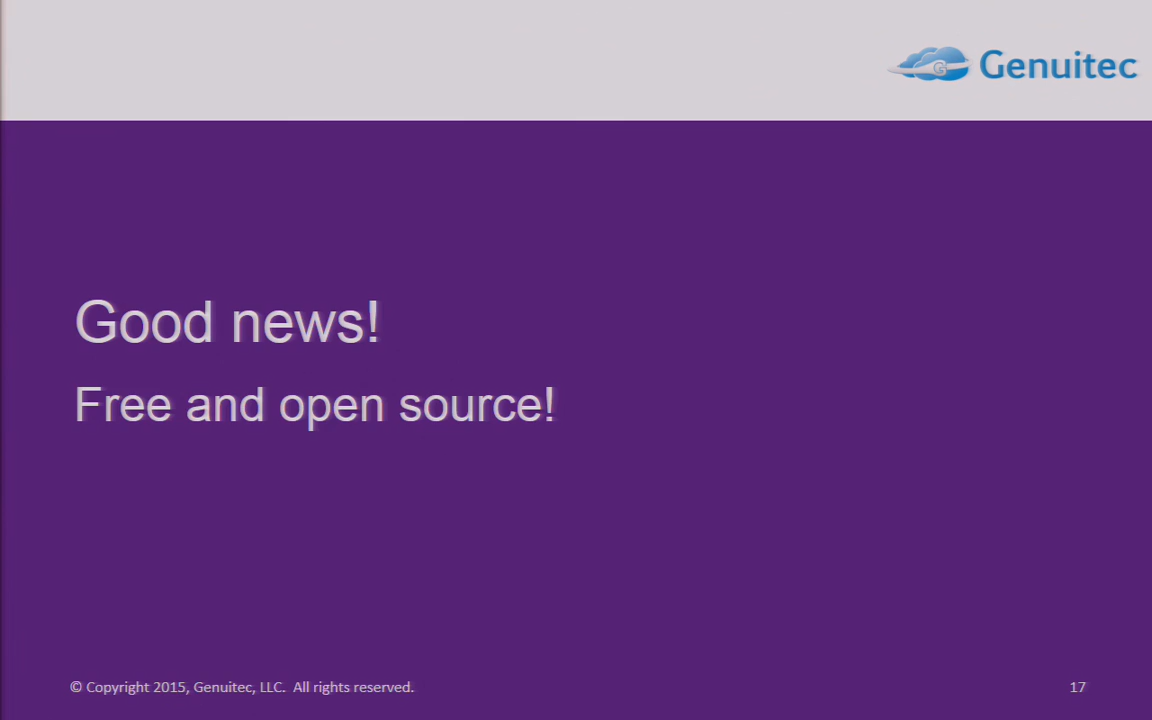 Genuitec
Good news!
Free and open source!
© Copyright 2015, Genuitec, LLC. All rights reserved.
17